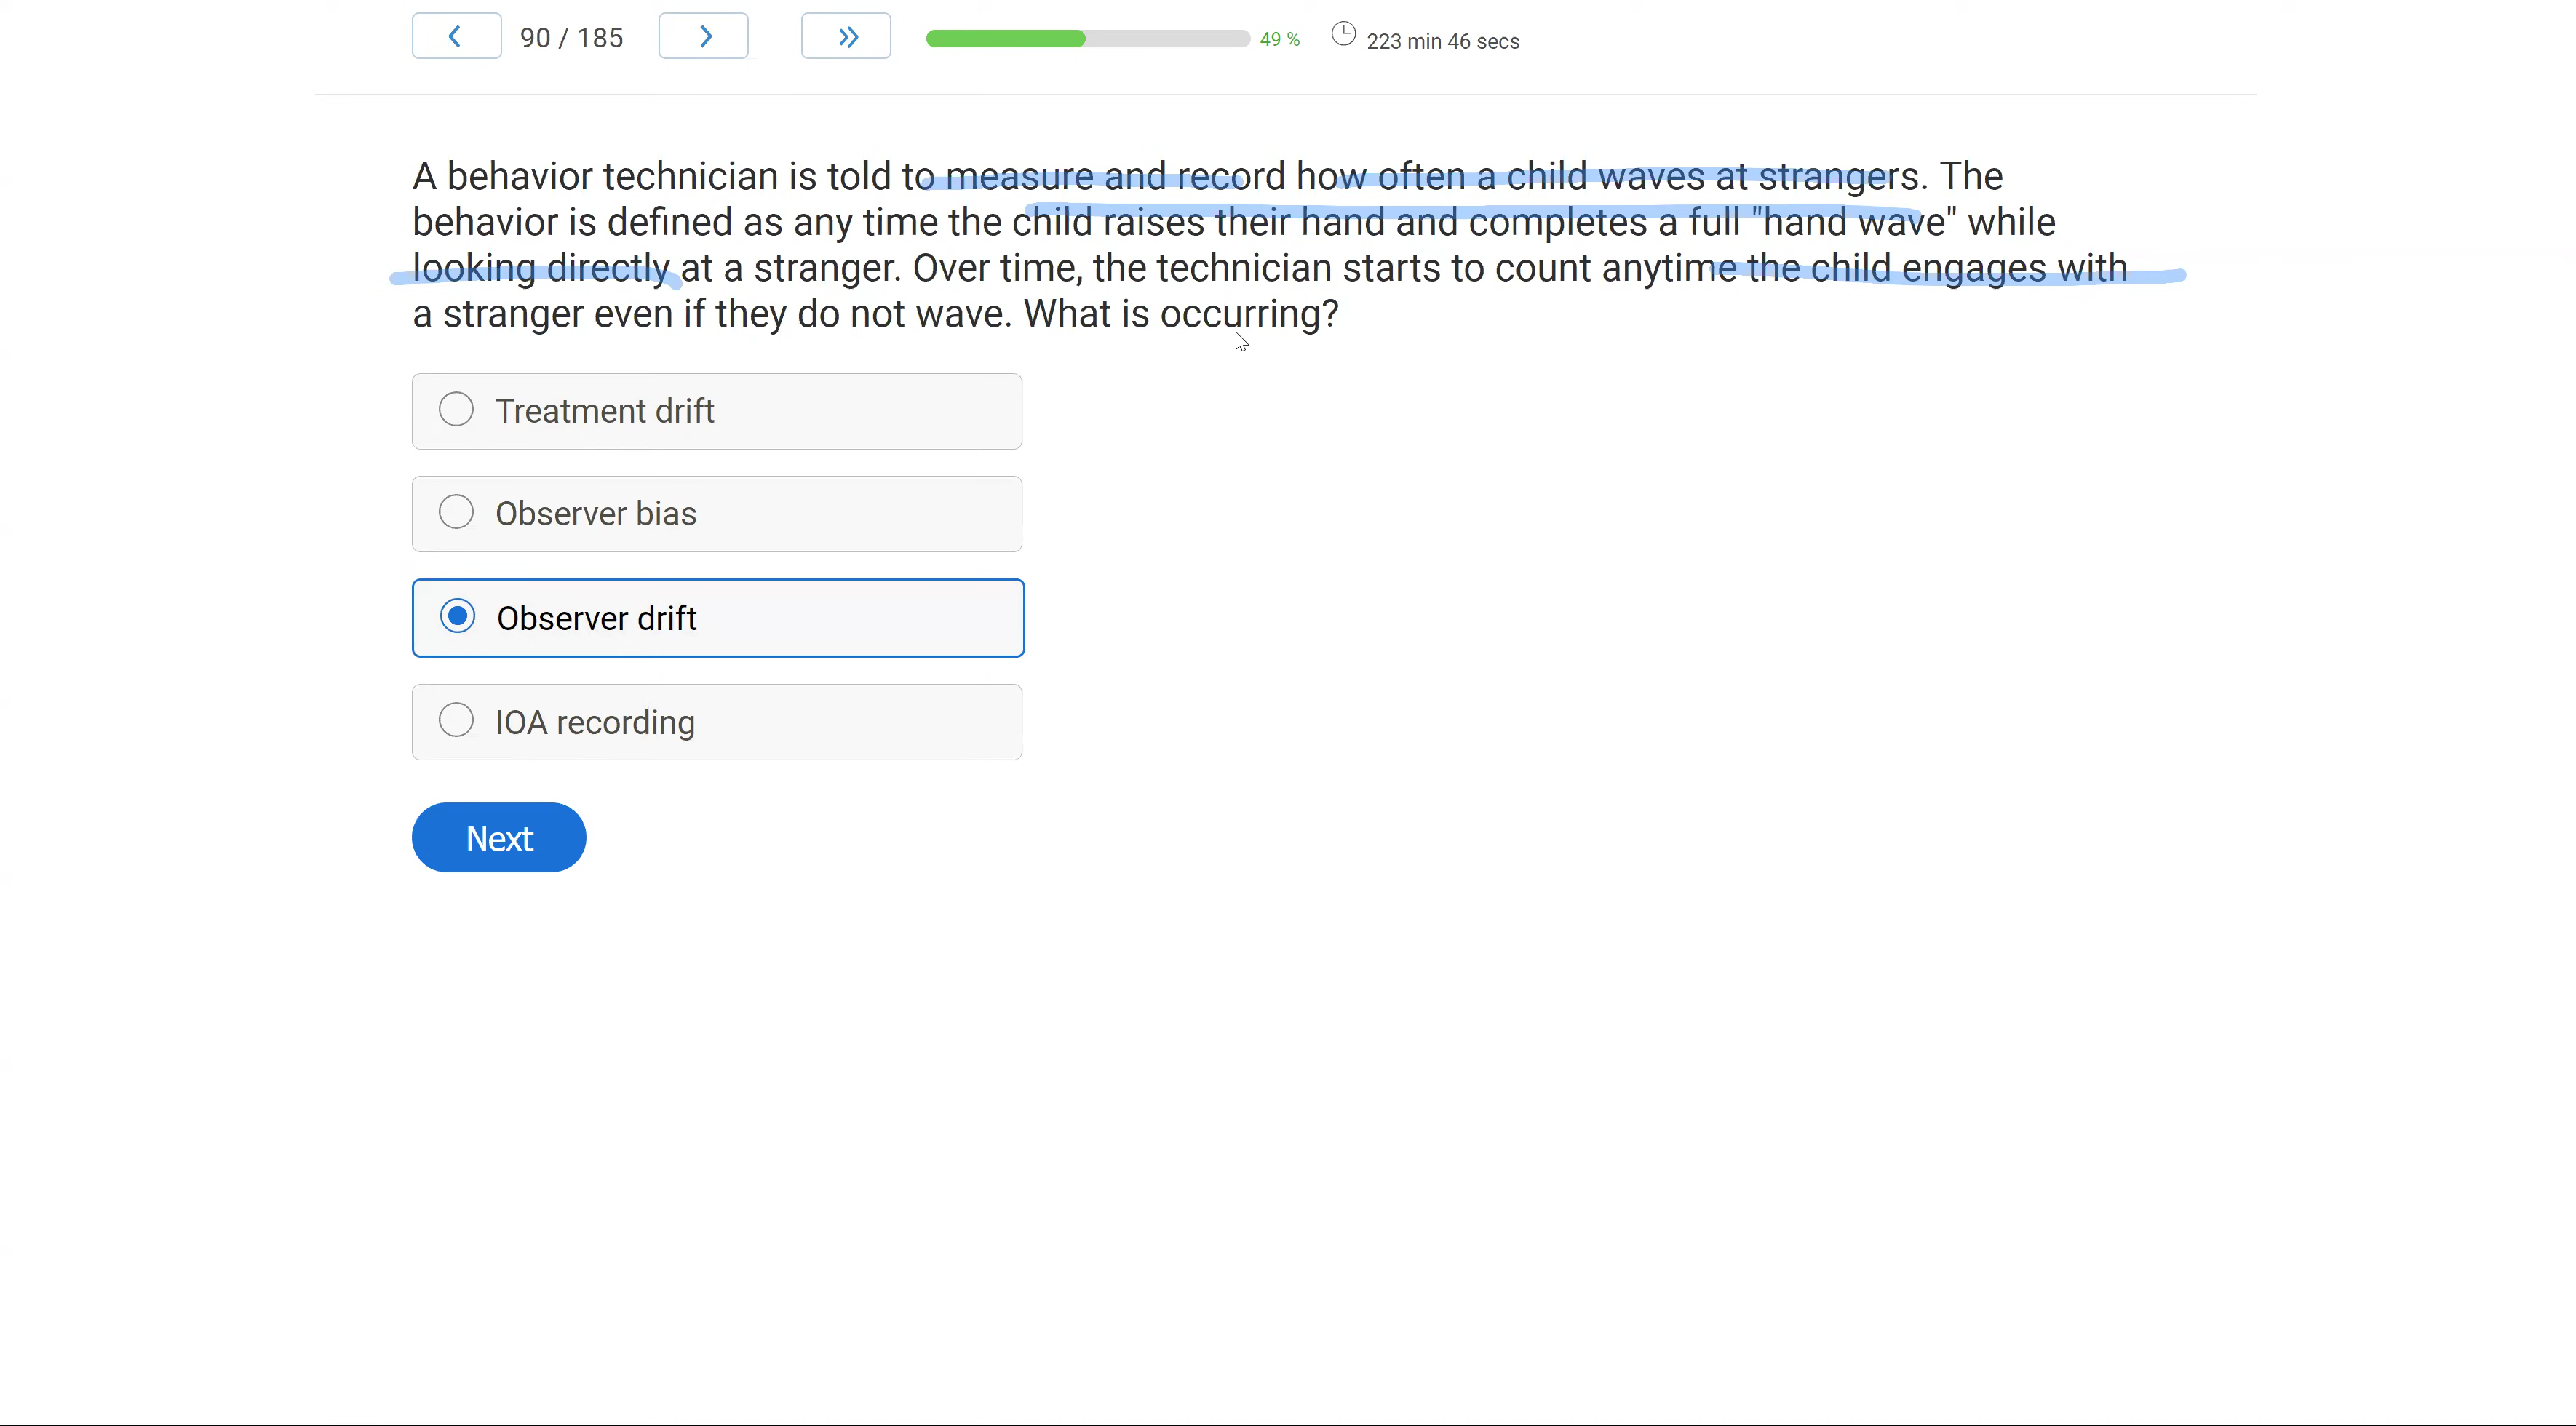 90 / 185
49 %
223 min 46 secs
A behavior technician is told to measure and record how often a child waves at strangers. The
behavior is defined as any time the child raises their hand and completes a full "hand wave" while
looking directly at a stranger. Over time, the technician starts to count anytime the child engages with
a stranger even if they do not wave. What is occurring?
Treatment drift
Observer bias
Observer drift
IOA recording
Next